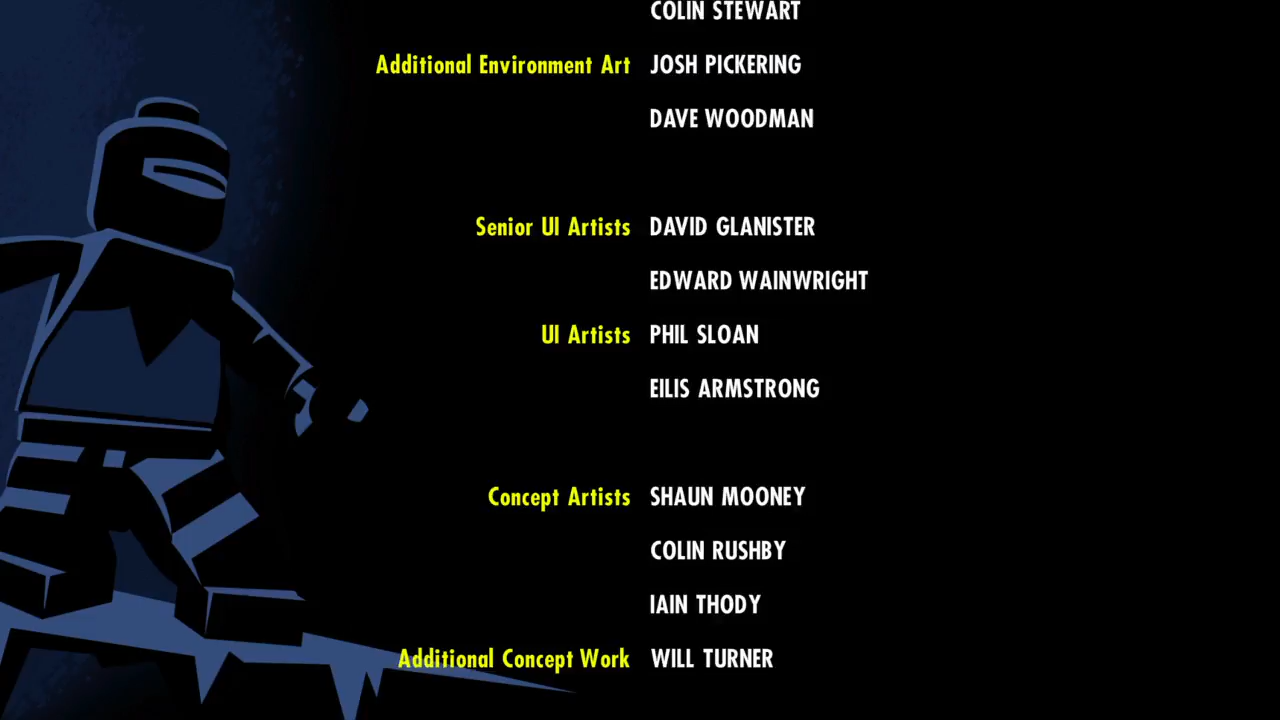 COLIN STEWART
Additional Environment Art JOSH PICKERING
DAVE WOODMAN
Senior UI Artists DAVID GLANISTER
EDWARD WAINWRIGHT
UI Artists PHIL SLOAN
EILIS ARMSTRONG
Concept Artists SHAUN MOONEY
COLIN RUSHBY
IAIN THODY
Additional Concept Work WILL TURNER